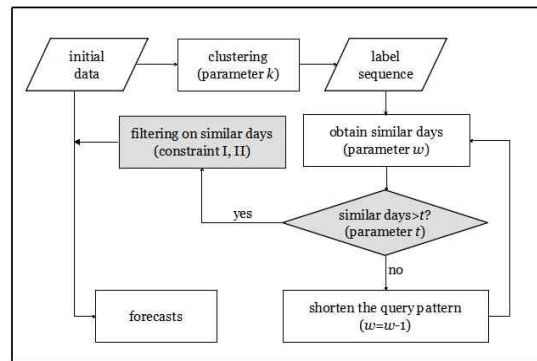 initial
data
clustering
(parameter k)
label
sequence
filtering on similar days
(constraint I, II)
obtain similar days
(parameter w)
yes
similar days>t?
(parameter t)
no
forecasts
shorten the query pattern
(w=w-1)